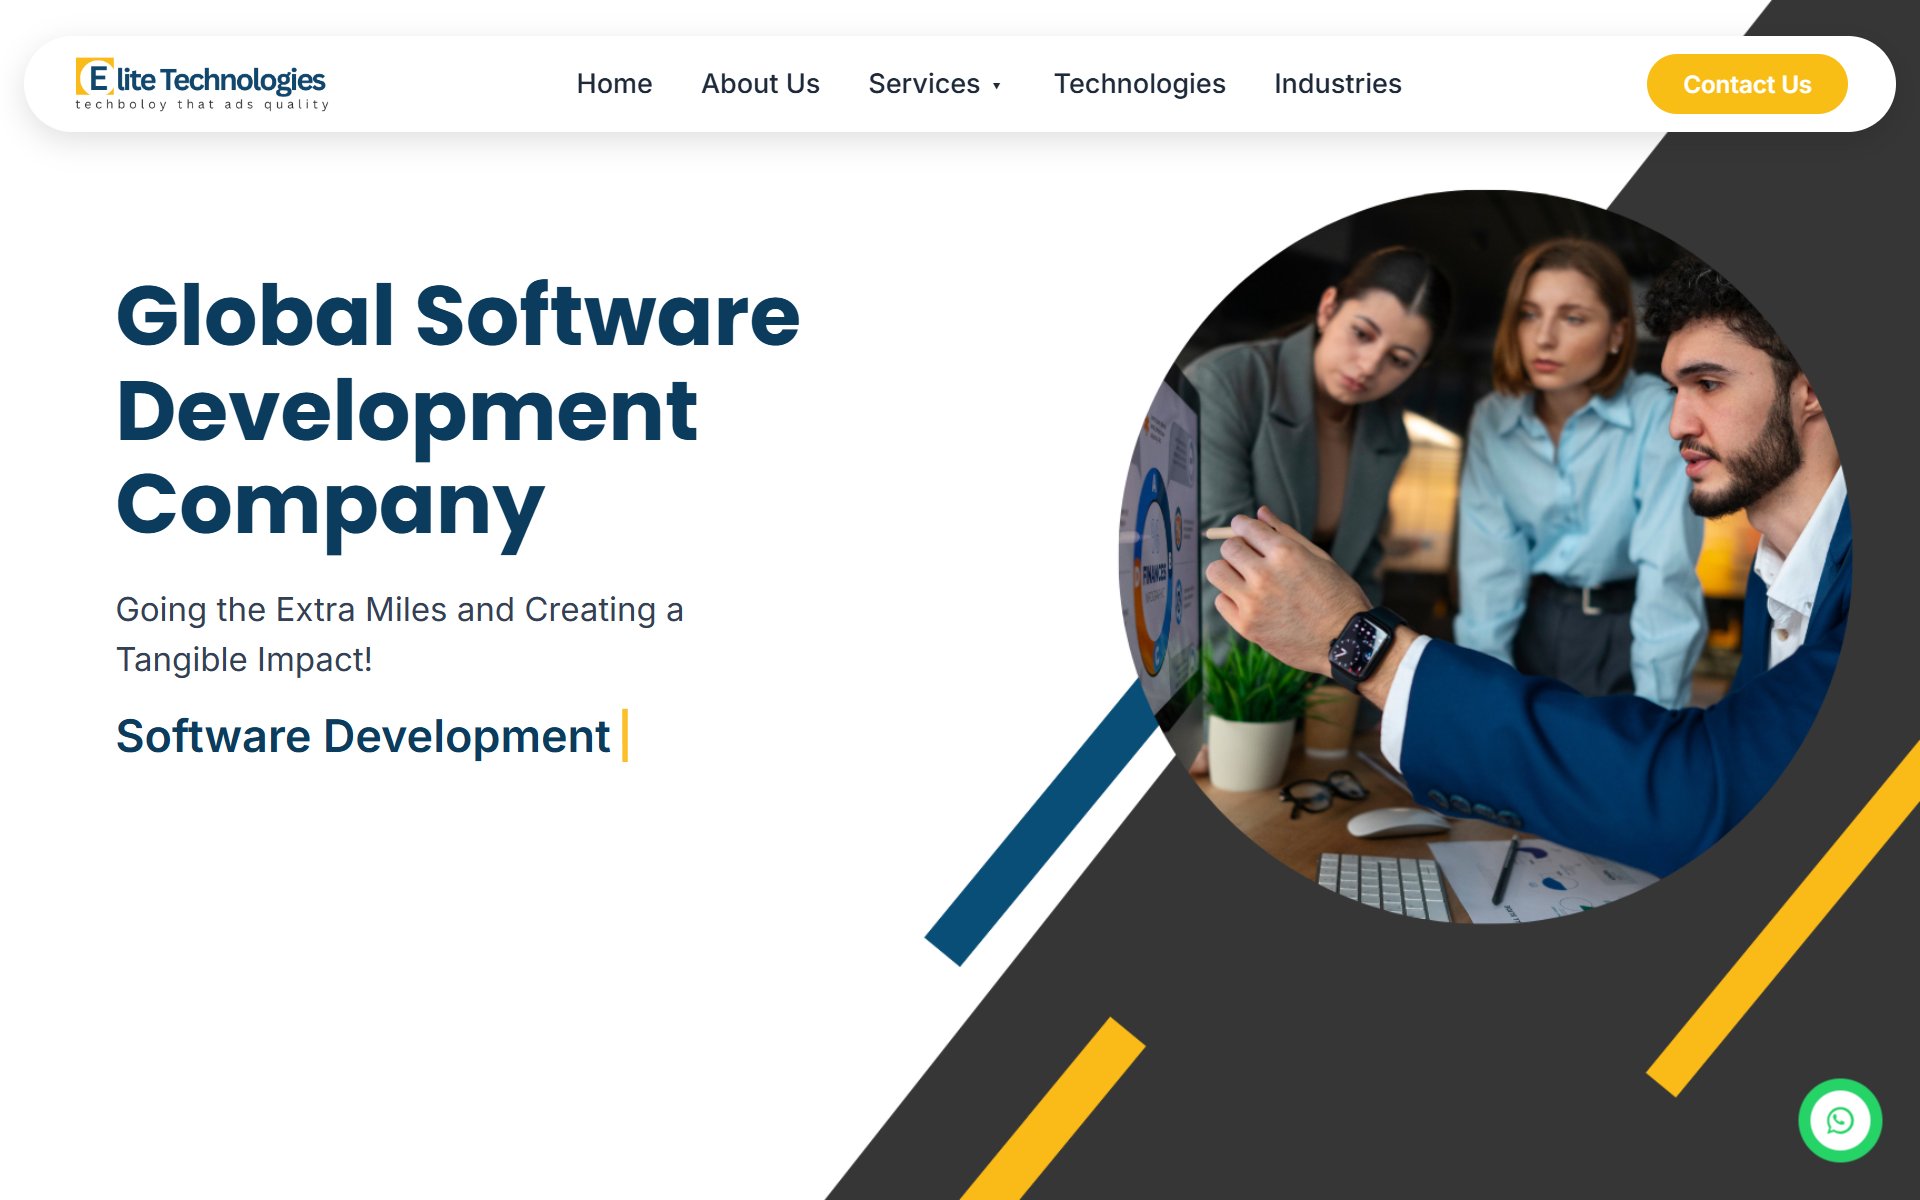 Elite Technologies
techboloy that ads quality
Home
About Us
Services
Technologies
Industries
Contact Us
Global Software
Development
Company
Going the Extra Miles and Creating a
Tangible Impact!
Software Development
FINANCES